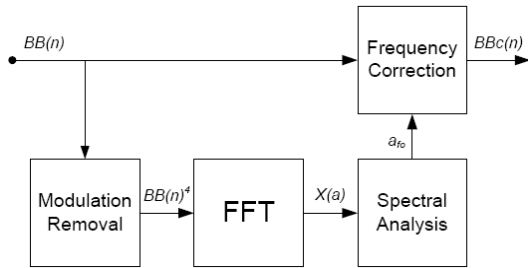 BB(n)
Frequency
Correction
BBc(n)
a_fo
Modulation
Removal
BB(n)^4
FFT
X(a)
Spectral
Analysis